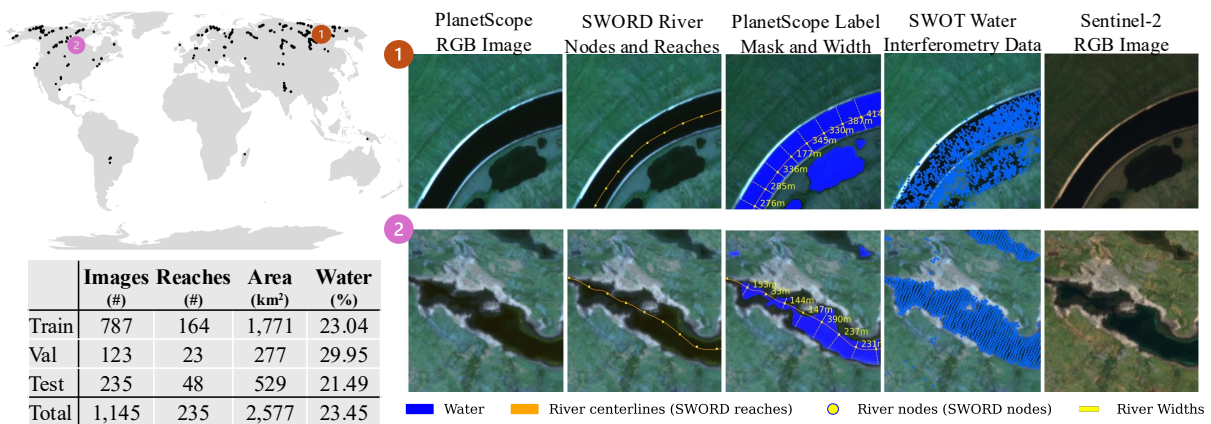 1
2
Images Reaches Area Water
(#) (#) (km²) (%)
Train 787 164 1,771 23.04
Val 123 23 277 29.95
Test 235 48 529 21.49
Total 1,145 235 2,577 23.45
PlanetScope RGB Image
SWORD River Nodes and Reaches
PlanetScope Label Mask and Width
SWOT Water Interferometry Data
Sentinel-2 RGB Image
1
414
387m
330m
345m
177m
336m
285m
276m
2
153m
33m
144m
147m
390m
237m
231m
Water
River centerlines (SWORD reaches)
River nodes (SWORD nodes)
River Widths